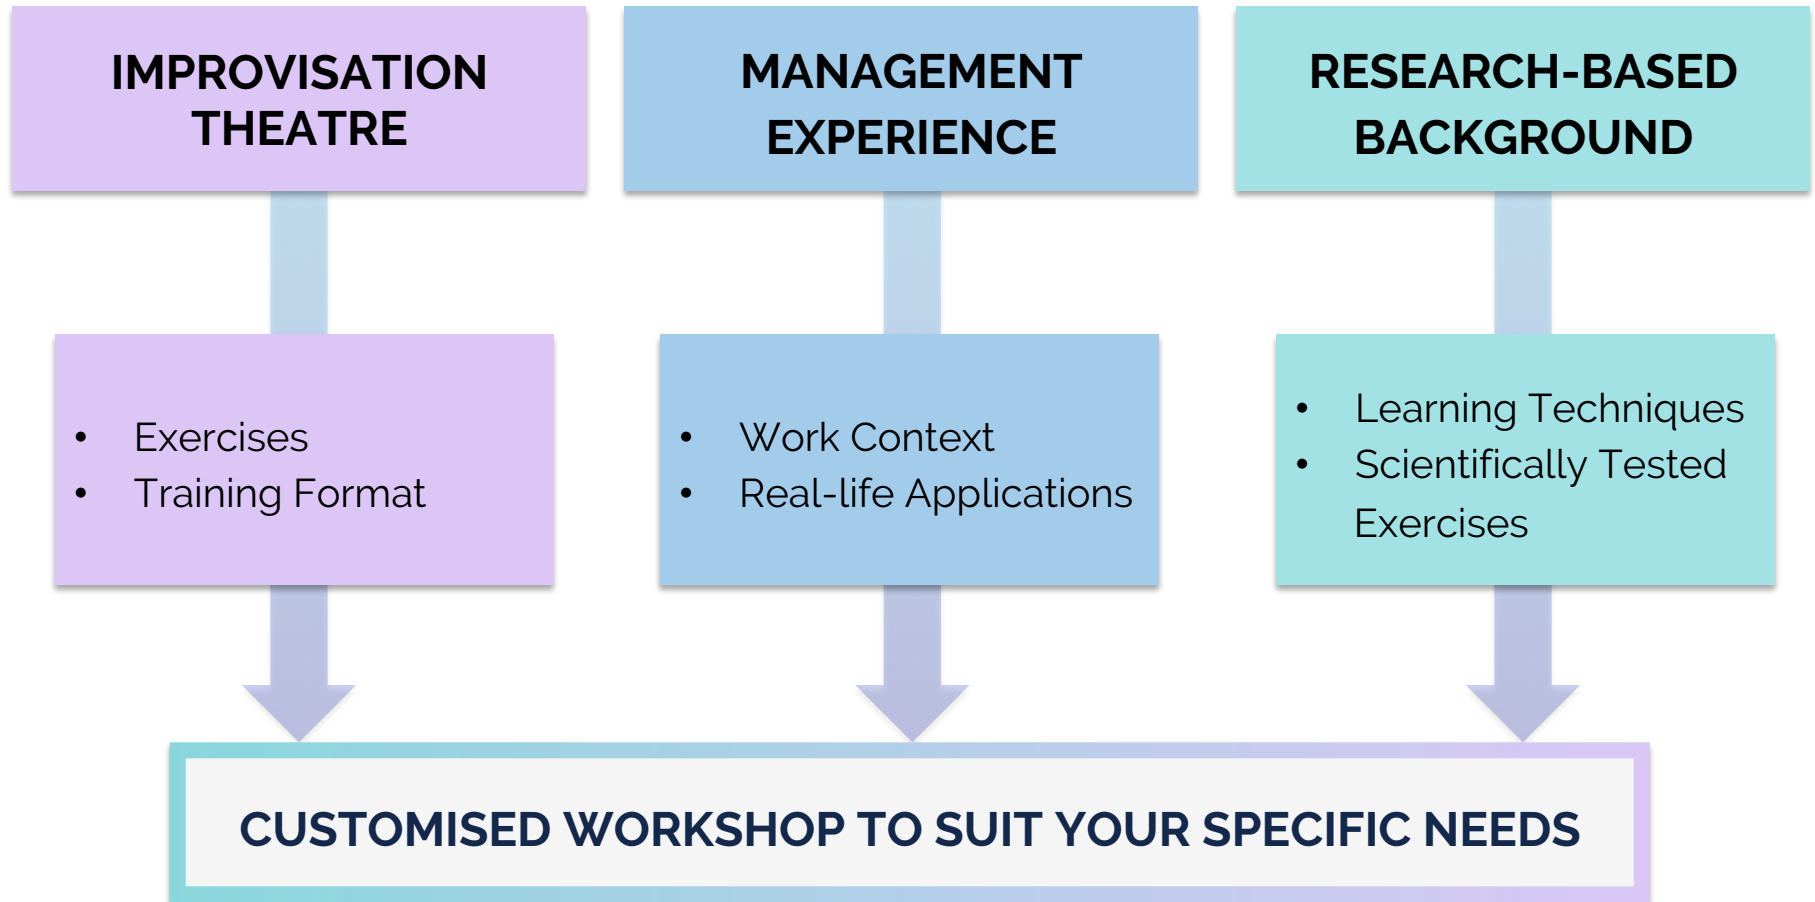 IMPROVISATION
THEATRE
MANAGEMENT
EXPERIENCE
RESEARCH-BASED
BACKGROUND
• Exercises
• Training Format
• Work Context
• Real-life Applications
• Learning Techniques
• Scientifically Tested
Exercises
CUSTOMISED WORKSHOP TO SUIT YOUR SPECIFIC NEEDS